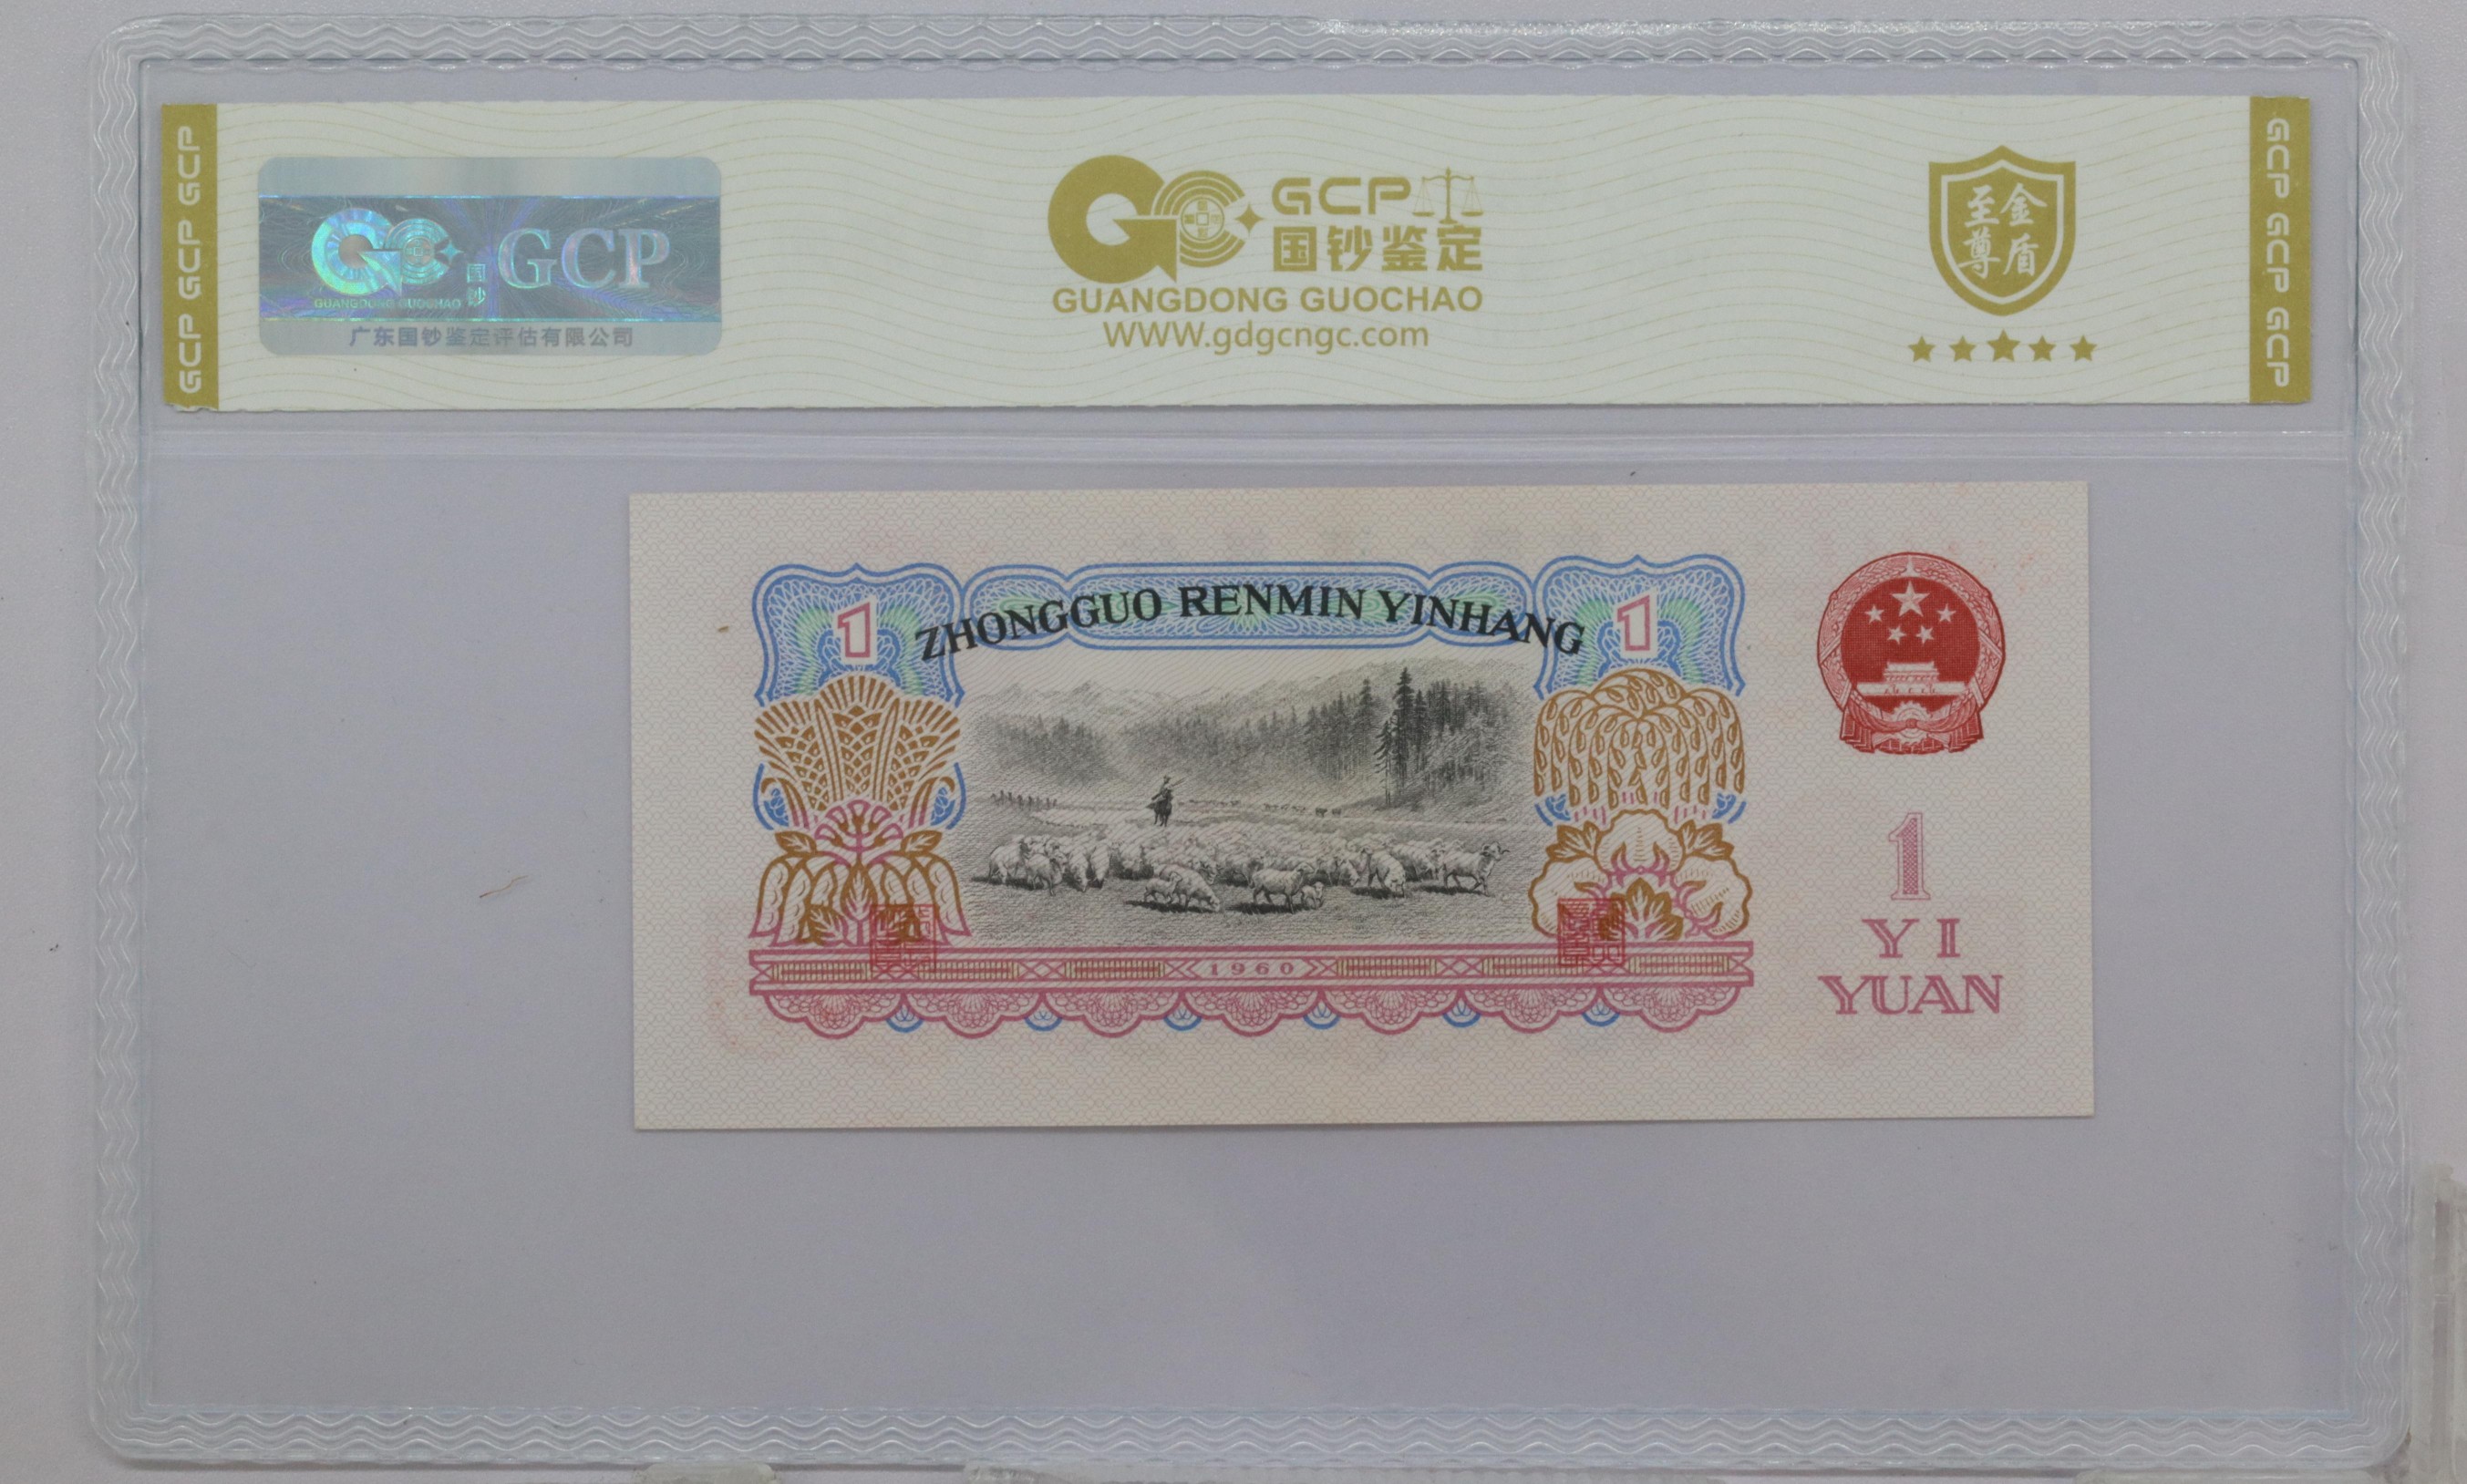 GCP GCP GCP
GUANGDONG GUOCHAO
国钞
GCP
广东国钞鉴定评估有限公司
GCP
国钞鉴定
GUANGDONG GUOCHAO
WWW.gdgcngc.com
至尊
金盾
GCP GCP GCP
1
ZHONGGUO RENMIN YINHANG
1
1960
1
YI
YUAN